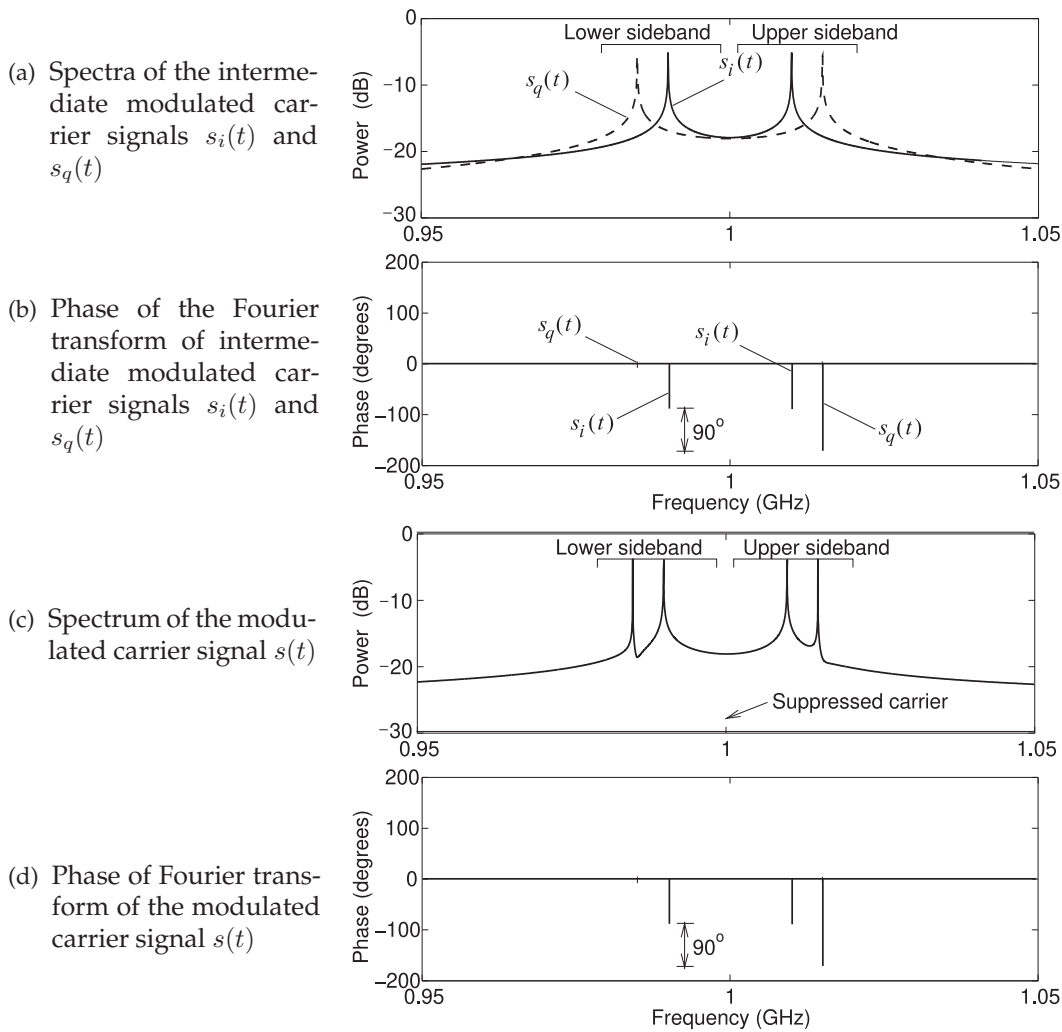 (a) Spectra of the interme-
diate modulated car-
rier signals s_i(t) and
s_q(t)
0
−10
−20
−30
Power (dB)
Lower sideband
Upper sideband
s_q(t)
s_i(t)
0.95
1
1.05
(b) Phase of the Fourier
transform of interme-
diate modulated car-
rier signals s_i(t) and
s_q(t)
200
100
0
−100
−200
Phase (degrees)
s_q(t)
s_i(t)
s_i(t)
90°
s_q(t)
0.95
1
1.05
Frequency (GHz)
(c) Spectrum of the modu-
lated carrier signal s(t)
0
−10
−20
−30
Power (dB)
Lower sideband
Upper sideband
Suppressed carrier
0.95
1
1.05
(d) Phase of Fourier trans-
form of the modulated
carrier signal s(t)
200
100
0
−100
−200
Phase (degrees)
90°
0.95
1
1.05
Frequency (GHz)